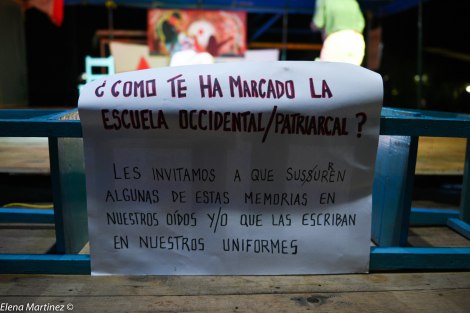 ¿COMO TE HA MARCADO LA
ESCUELA OCCIDENTAL/PATRIARCAL?
LES INVITAMOS A QUE SUSURREN
ALGUNAS DE ESTAS MEMORIAS EN
NUESTROS OÍDOS Y/O QUE LAS ESCRIBAN
EN NUESTROS UNIFORMES
Elena Martinez ©